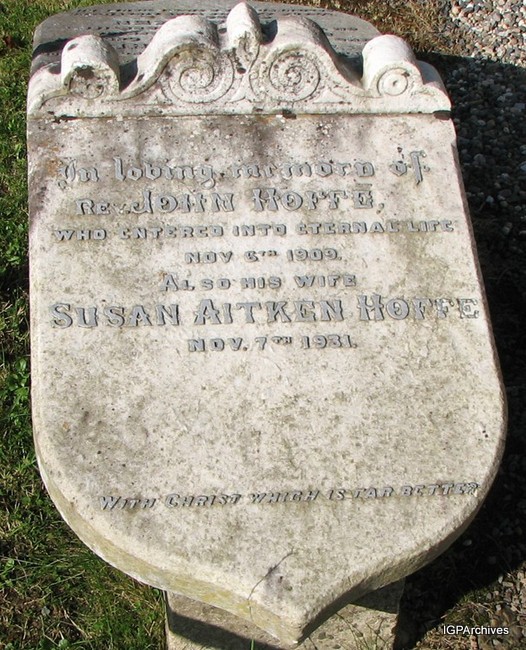 In loving memory of
Rev JOHN HOFFE,
WHO ENTERED INTO ETERNAL LIFE
NOV 6TH 1909.
ALSO HIS WIFE
SUSAN AITKEN HOFFE
NOV. 7TH 1931.
WITH CHRIST WHICH IS FAR BETTER
IGPArchives